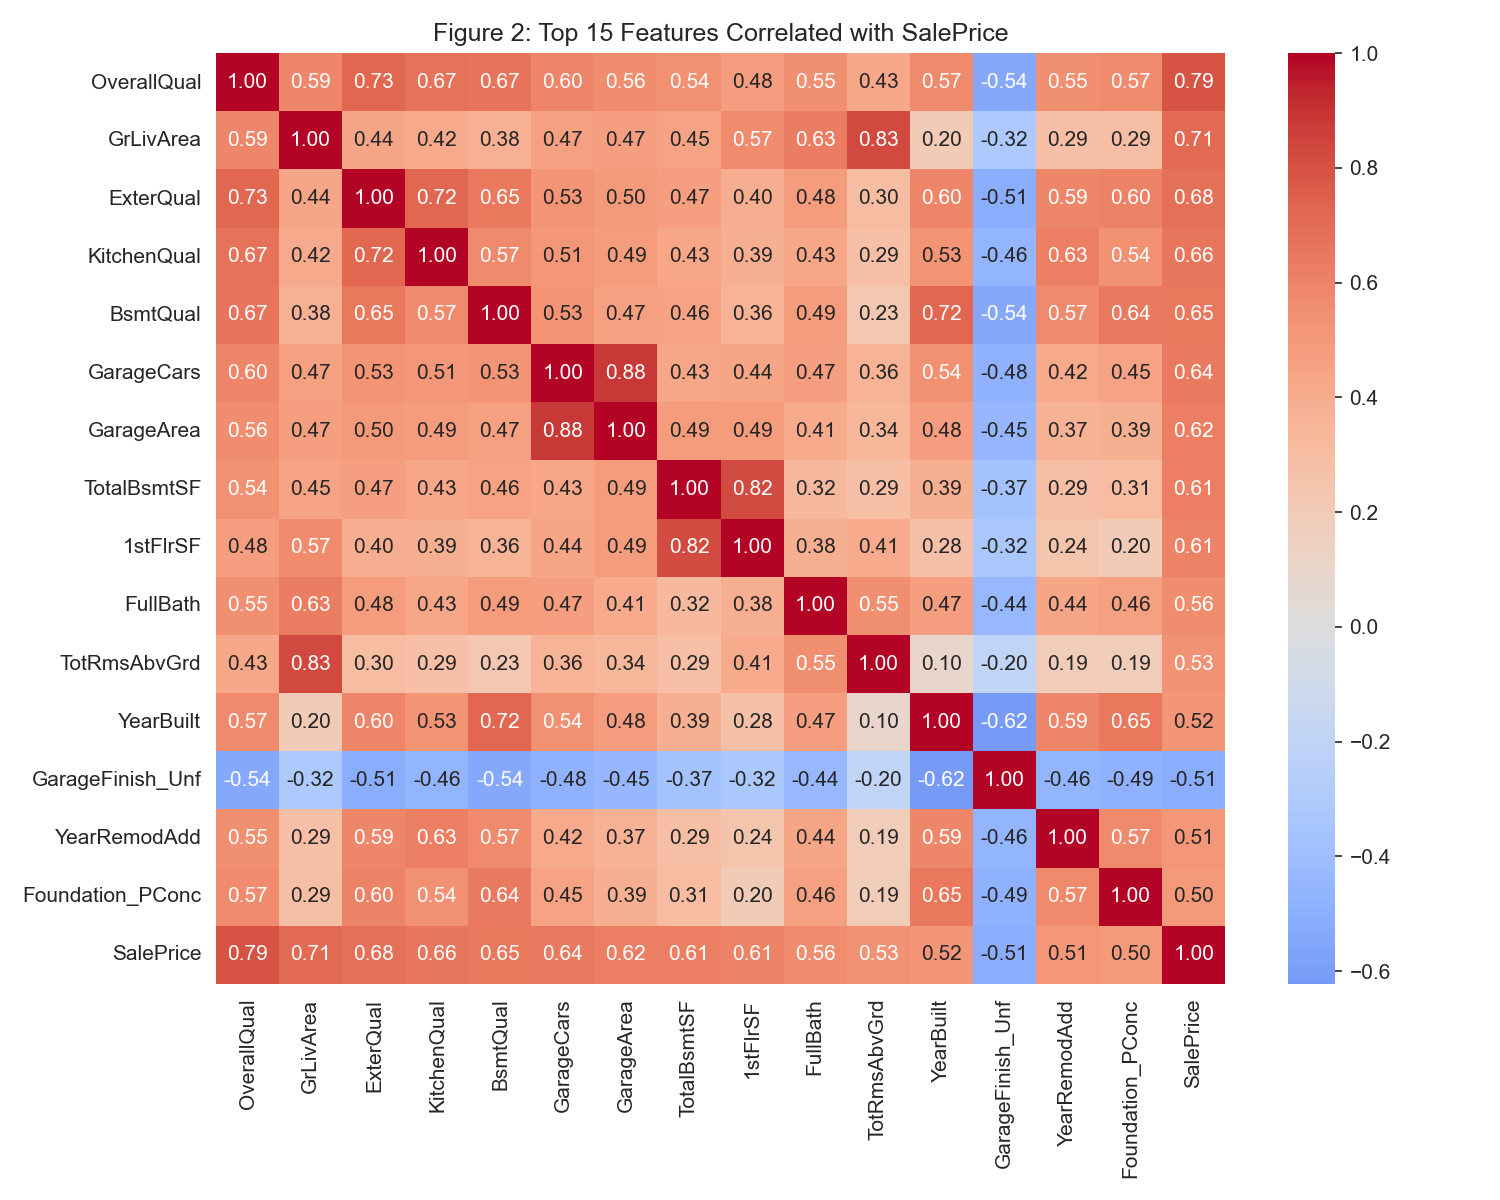 Figure 2: Top 15 Features Correlated with SalePrice
OverallQual 1.00 0.59 0.73 0.67 0.67 0.60 0.56 0.54 0.48 0.55 0.43 0.57 -0.54 0.55 0.57 0.79
GrLivArea 0.59 1.00 0.44 0.42 0.38 0.47 0.47 0.45 0.57 0.63 0.83 0.20 -0.32 0.29 0.29 0.71
ExterQual 0.73 0.44 1.00 0.72 0.65 0.53 0.50 0.47 0.40 0.48 0.30 0.60 -0.51 0.59 0.60 0.68
KitchenQual 0.67 0.42 0.72 1.00 0.57 0.51 0.49 0.43 0.39 0.43 0.29 0.53 -0.46 0.63 0.54 0.66
BsmtQual 0.67 0.38 0.65 0.57 1.00 0.53 0.47 0.46 0.36 0.49 0.23 0.72 -0.54 0.57 0.64 0.65
GarageCars 0.60 0.47 0.53 0.51 0.53 1.00 0.88 0.43 0.44 0.47 0.36 0.54 -0.48 0.42 0.45 0.64
GarageArea 0.56 0.47 0.50 0.49 0.47 0.88 1.00 0.49 0.49 0.41 0.34 0.48 -0.45 0.37 0.39 0.62
TotalBsmtSF 0.54 0.45 0.47 0.43 0.46 0.43 0.49 1.00 0.82 0.32 0.29 0.39 -0.37 0.29 0.31 0.61
1stFlrSF 0.48 0.57 0.40 0.39 0.36 0.44 0.49 0.82 1.00 0.38 0.41 0.28 -0.32 0.24 0.20 0.61
FullBath 0.55 0.63 0.48 0.43 0.49 0.47 0.41 0.32 0.38 1.00 0.55 0.47 -0.44 0.44 0.46 0.56
TotRmsAbvGrd 0.43 0.83 0.30 0.29 0.23 0.36 0.34 0.29 0.41 0.55 1.00 0.10 -0.20 0.19 0.19 0.53
YearBuilt 0.57 0.20 0.60 0.53 0.72 0.54 0.48 0.39 0.28 0.47 0.10 1.00 -0.62 0.59 0.65 0.52
GarageFinish_Unf -0.54 -0.32 -0.51 -0.46 -0.54 -0.48 -0.45 -0.37 -0.32 -0.44 -0.20 -0.62 1.00 -0.46 -0.49 -0.51
YearRemodAdd 0.55 0.29 0.59 0.63 0.57 0.42 0.37 0.29 0.24 0.44 0.19 0.59 -0.46 1.00 0.57 0.51
Foundation_PConc 0.57 0.29 0.60 0.54 0.64 0.45 0.39 0.31 0.20 0.46 0.19 0.65 -0.49 0.57 1.00 0.50
SalePrice 0.79 0.71 0.68 0.66 0.65 0.64 0.62 0.61 0.61 0.56 0.53 0.52 -0.51 0.51 0.50 1.00
OverallQual
GrLivArea
ExterQual
KitchenQual
BsmtQual
GarageCars
GarageArea
TotalBsmtSF
1stFlrSF
FullBath
TotRmsAbvGrd
YearBuilt
GarageFinish_Unf
YearRemodAdd
Foundation_PConc
SalePrice
1.0
0.8
0.6
0.4
0.2
0.0
−0.2
−0.4
−0.6